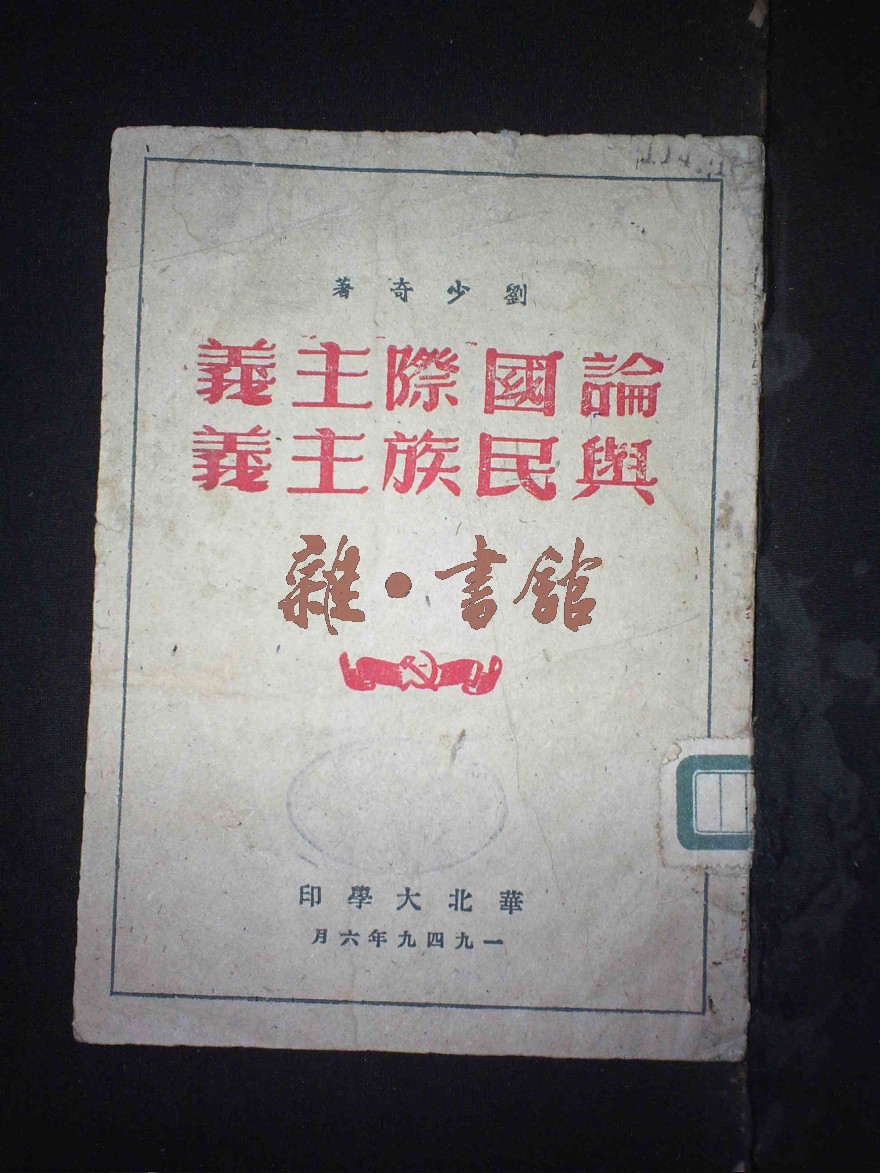 劉少奇著
論國際主義
與民族主義
雜·書館
華北大學印
一九四九年六月